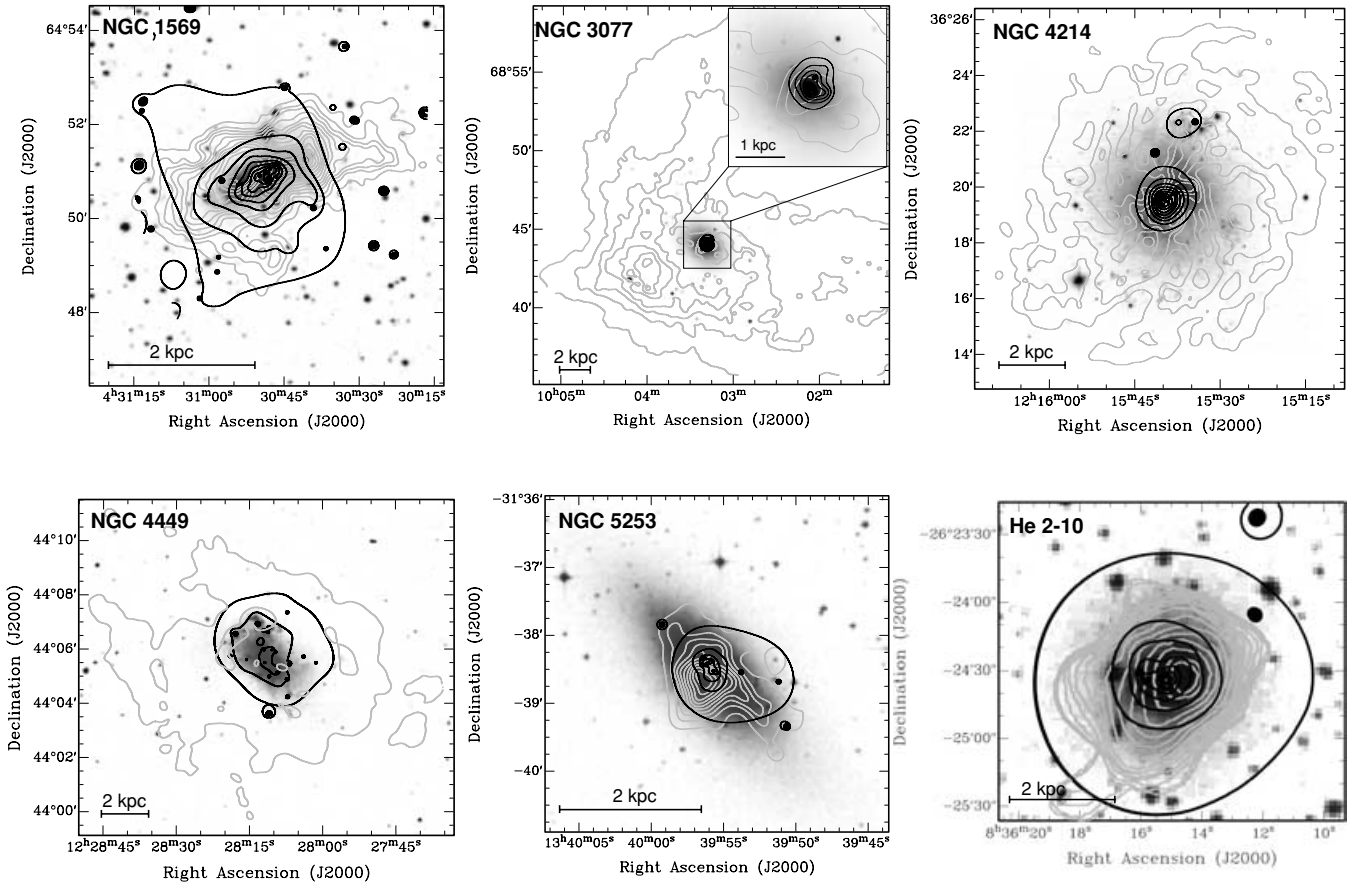 NGC 1569
64°54′
52′
50′
48′
Declination (J2000)
2 kpc
4ʰ31ᵐ15ˢ
31ᵐ00ˢ
30ᵐ45ˢ
30ᵐ30ˢ
30ᵐ15ˢ
Right Ascension (J2000)
NGC 3077
68°55′
50′
45′
40′
Declination (J2000)
1 kpc
2 kpc
10ʰ05ᵐ
04ᵐ
03ᵐ
02ᵐ
Right Ascension (J2000)
NGC 4214
36°26′
24′
22′
20′
18′
16′
14′
Declination (J2000)
2 kpc
12ʰ16ᵐ00ˢ
15ᵐ45ˢ
15ᵐ30ˢ
15ᵐ15ˢ
Right Ascension (J2000)
NGC 4449
44°10′
44°08′
44°06′
44°04′
44°02′
44°00′
Declination (J2000)
2 kpc
12ʰ28ᵐ45ˢ
28ᵐ30ˢ
28ᵐ15ˢ
28ᵐ00ˢ
27ᵐ45ˢ
Right Ascension (J2000)
NGC 5253
−31°36′
−37′
−38′
−39′
−40′
Declination (J2000)
2 kpc
13ʰ40ᵐ05ˢ
40ᵐ00ˢ
39ᵐ55ˢ
39ᵐ50ˢ
39ᵐ45ˢ
Right Ascension (J2000)
He 2-10
−26°23′30″
−24′00″
−24′30″
−25′00″
−25′30″
Declination (J2000)
2 kpc
8ʰ36ᵐ20ˢ
18ˢ
16ˢ
14ˢ
12ˢ
10ˢ
Right Ascension (J2000)